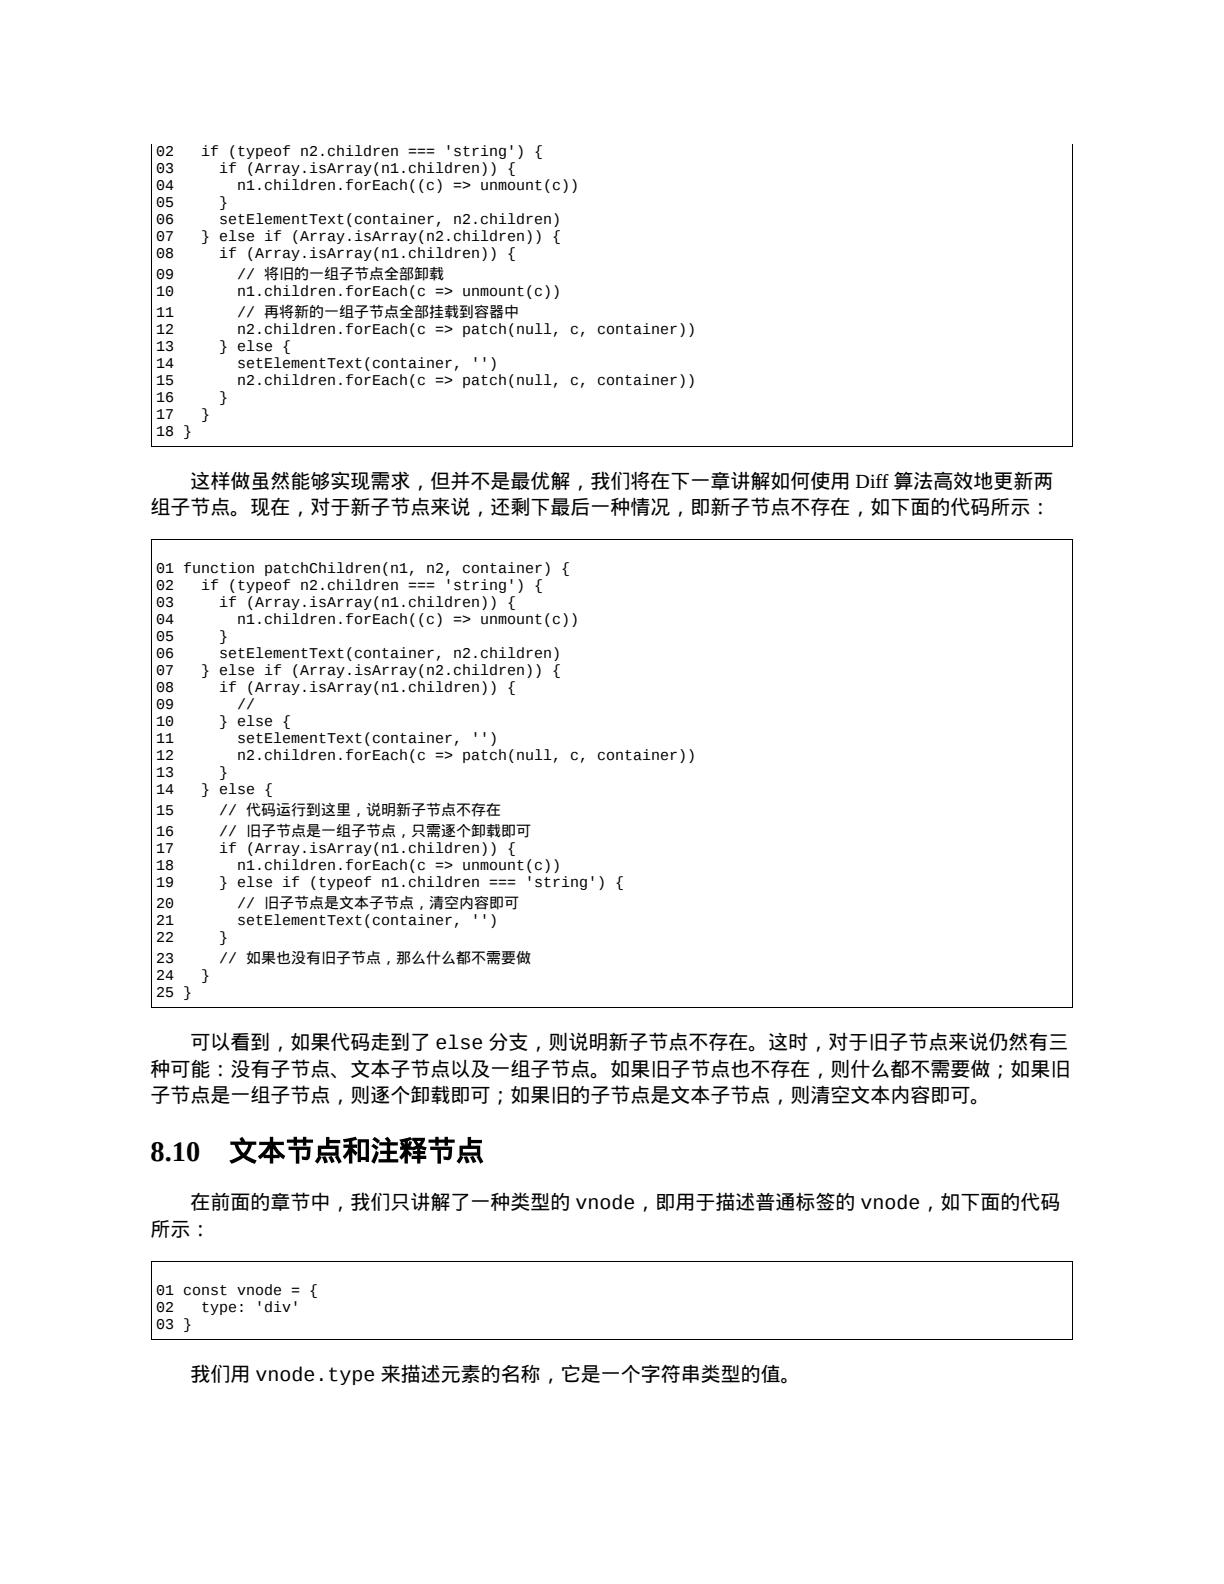 02   if (typeof n2.children === 'string') {
03     if (Array.isArray(n1.children)) {
04       n1.children.forEach((c) => unmount(c))
05     }
06     setElementText(container, n2.children)
07   } else if (Array.isArray(n2.children)) {
08     if (Array.isArray(n1.children)) {
09       // 将旧的一组子节点全部卸载
10       n1.children.forEach(c => unmount(c))
11       // 再将新的一组子节点全部挂载到容器中
12       n2.children.forEach(c => patch(null, c, container))
13     } else {
14       setElementText(container, '')
15       n2.children.forEach(c => patch(null, c, container))
16     }
17   }
18 }
这样做虽然能够实现需求，但并不是最优解，我们将在下一章讲解如何使用 Diff 算法高效地更新两
组子节点。现在，对于新子节点来说，还剩下最后一种情况，即新子节点不存在，如下面的代码所示：
01 function patchChildren(n1, n2, container) {
02   if (typeof n2.children === 'string') {
03     if (Array.isArray(n1.children)) {
04       n1.children.forEach((c) => unmount(c))
05     }
06     setElementText(container, n2.children)
07   } else if (Array.isArray(n2.children)) {
08     if (Array.isArray(n1.children)) {
09       //
10     } else {
11       setElementText(container, '')
12       n2.children.forEach(c => patch(null, c, container))
13     }
14   } else {
15     // 代码运行到这里，说明新子节点不存在
16     // 旧子节点是一组子节点，只需逐个卸载即可
17     if (Array.isArray(n1.children)) {
18       n1.children.forEach(c => unmount(c))
19     } else if (typeof n1.children === 'string') {
20       // 旧子节点是文本子节点，清空内容即可
21       setElementText(container, '')
22     }
23     // 如果也没有旧子节点，那么什么都不需要做
24   }
25 }
可以看到，如果代码走到了 else 分支，则说明新子节点不存在。这时，对于旧子节点来说仍然有三
种可能：没有子节点、文本子节点以及一组子节点。如果旧子节点也不存在，则什么都不需要做；如果旧
子节点是一组子节点，则逐个卸载即可；如果旧的子节点是文本子节点，则清空文本内容即可。
8.10　文本节点和注释节点
在前面的章节中，我们只讲解了一种类型的 vnode，即用于描述普通标签的 vnode，如下面的代码
所示：
01 const vnode = {
02   type: 'div'
03 }
我们用 vnode.type 来描述元素的名称，它是一个字符串类型的值。